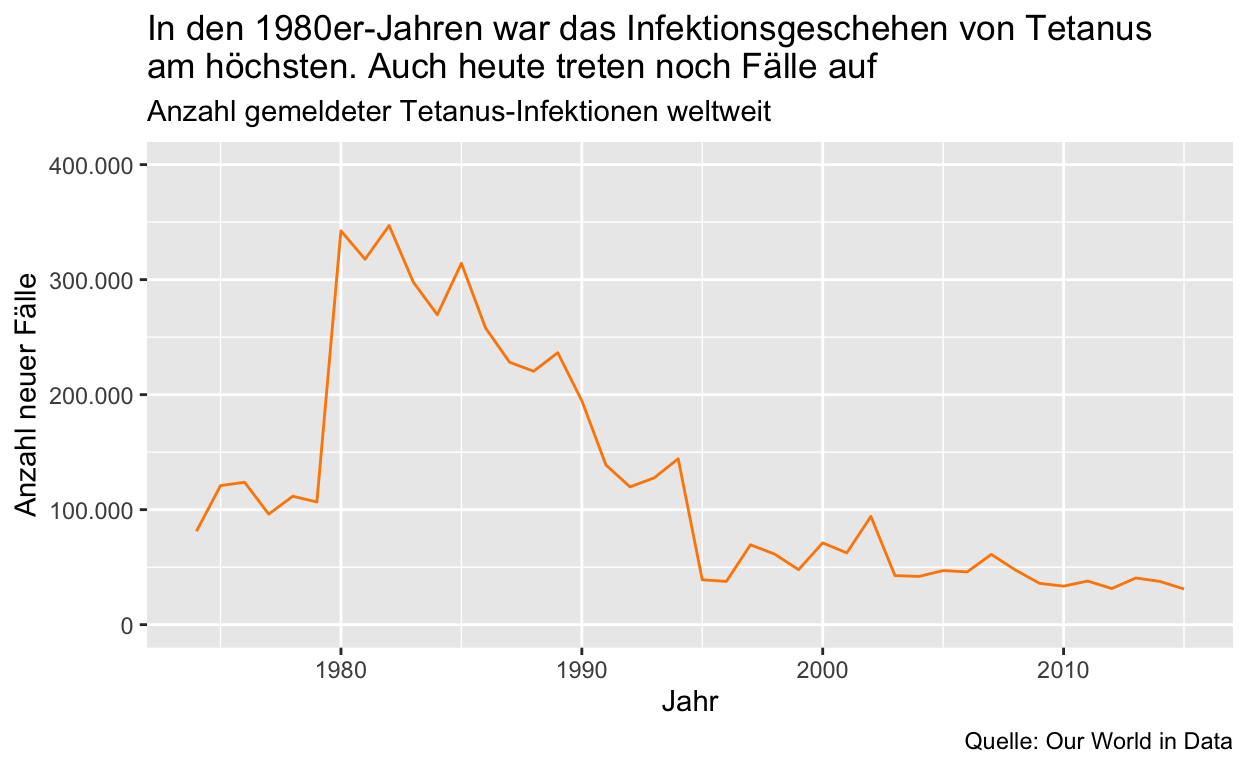 In den 1980er-Jahren war das Infektionsgeschehen von Tetanus
am höchsten. Auch heute treten noch Fälle auf
Anzahl gemeldeter Tetanus-Infektionen weltweit
Anzahl neuer Fälle
400.000
300.000
200.000
100.000
0
1980 1990 2000 2010
Jahr
Quelle: Our World in Data